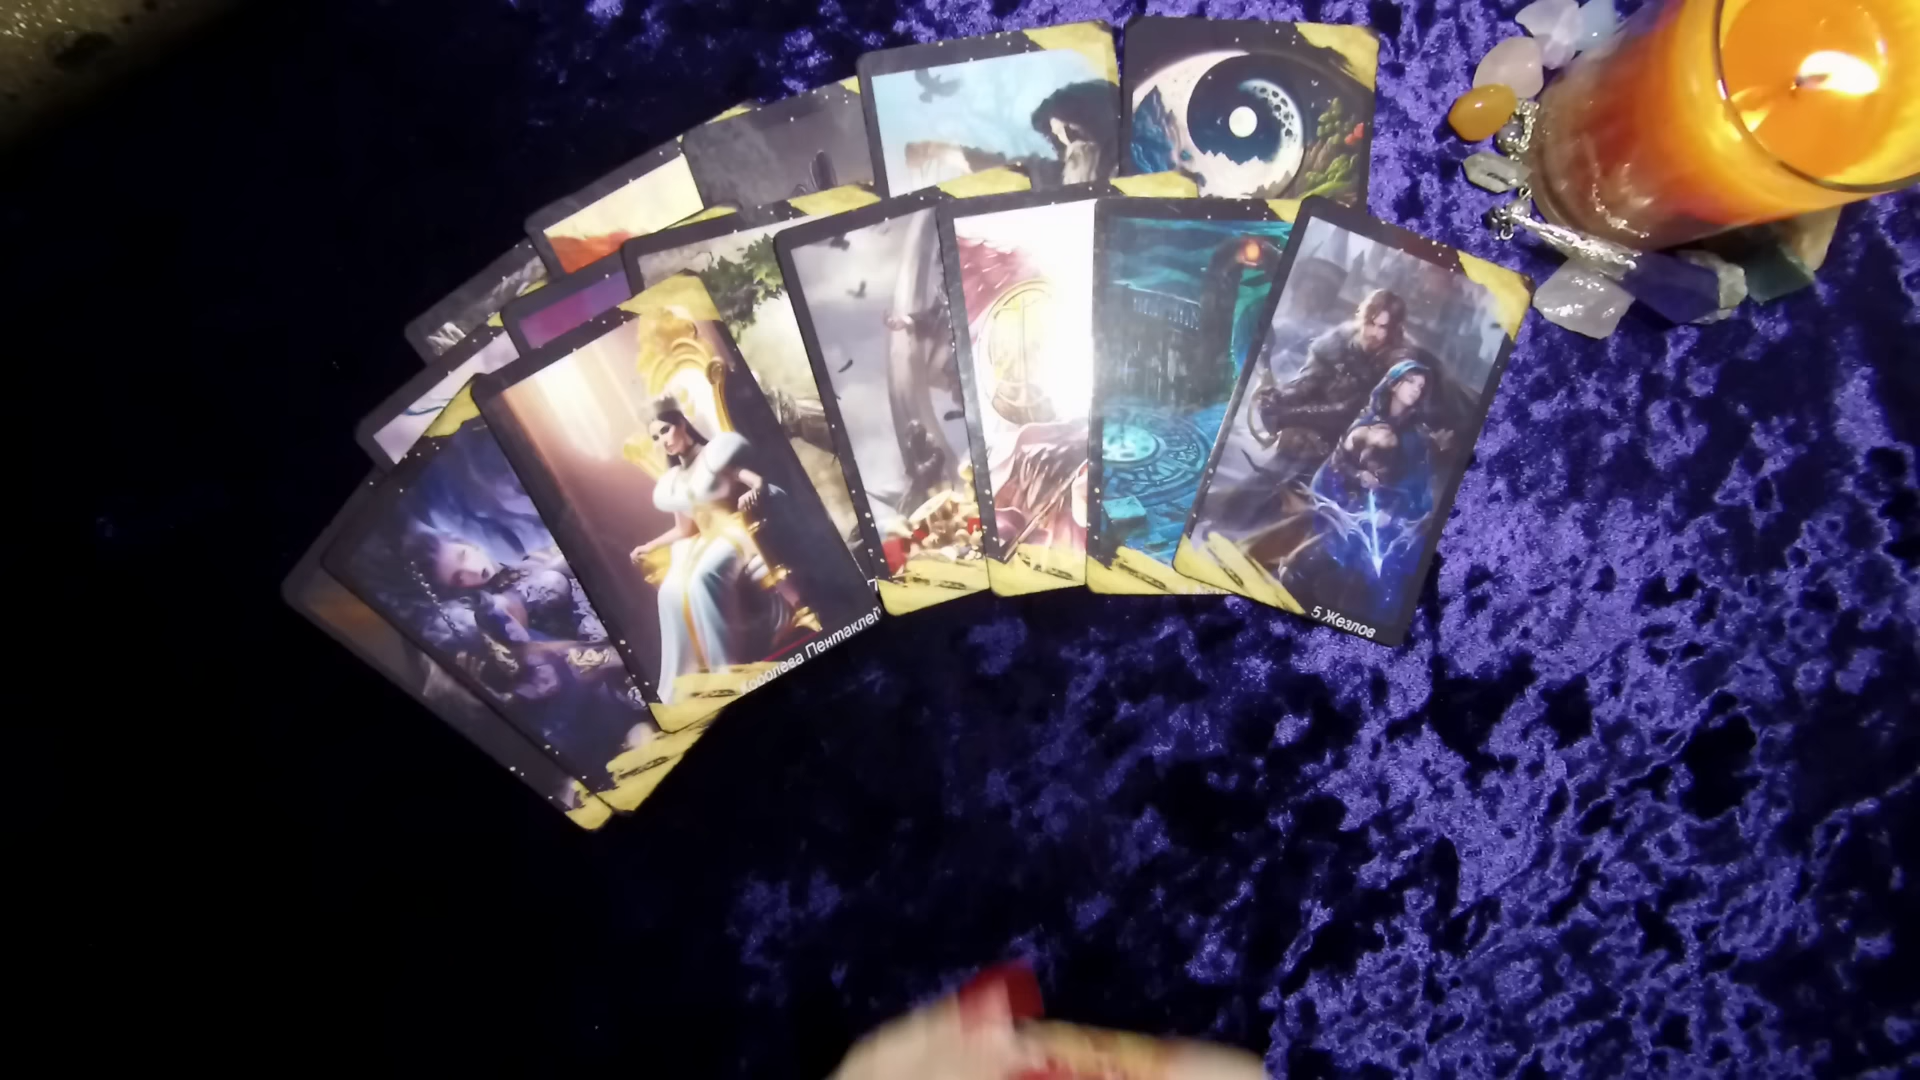 Королева Пентаклей
5 Жезлов